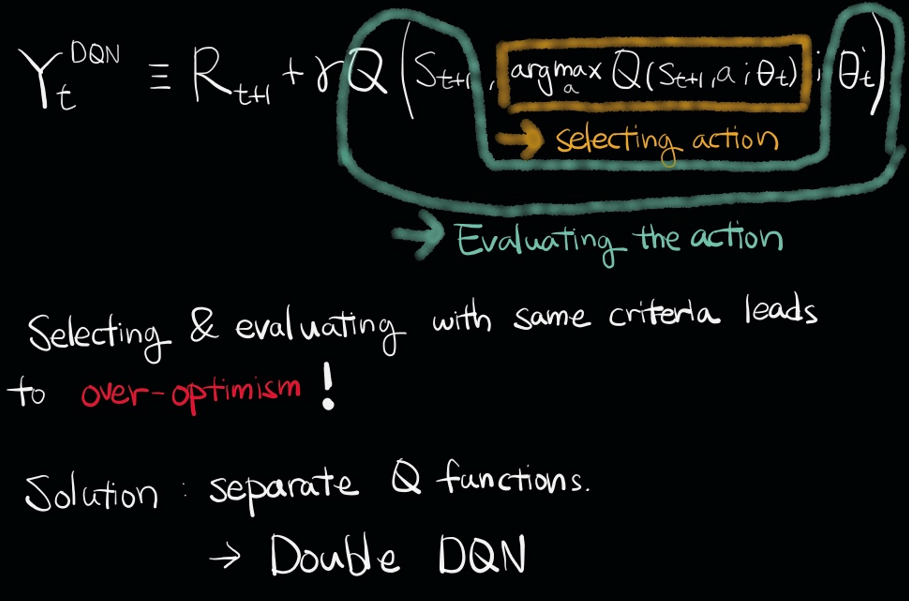 Y_t^DQN ≡ R_t+1 + γ Q ( S_t+1 , argmax_a Q(S_t+1, a ; θ_t) ; θ_t )
→ selecting action
→ Evaluating the action
Selecting & evaluating with same criteria leads
to over-optimism !
Solution : separate Q functions.
→ Double DQN